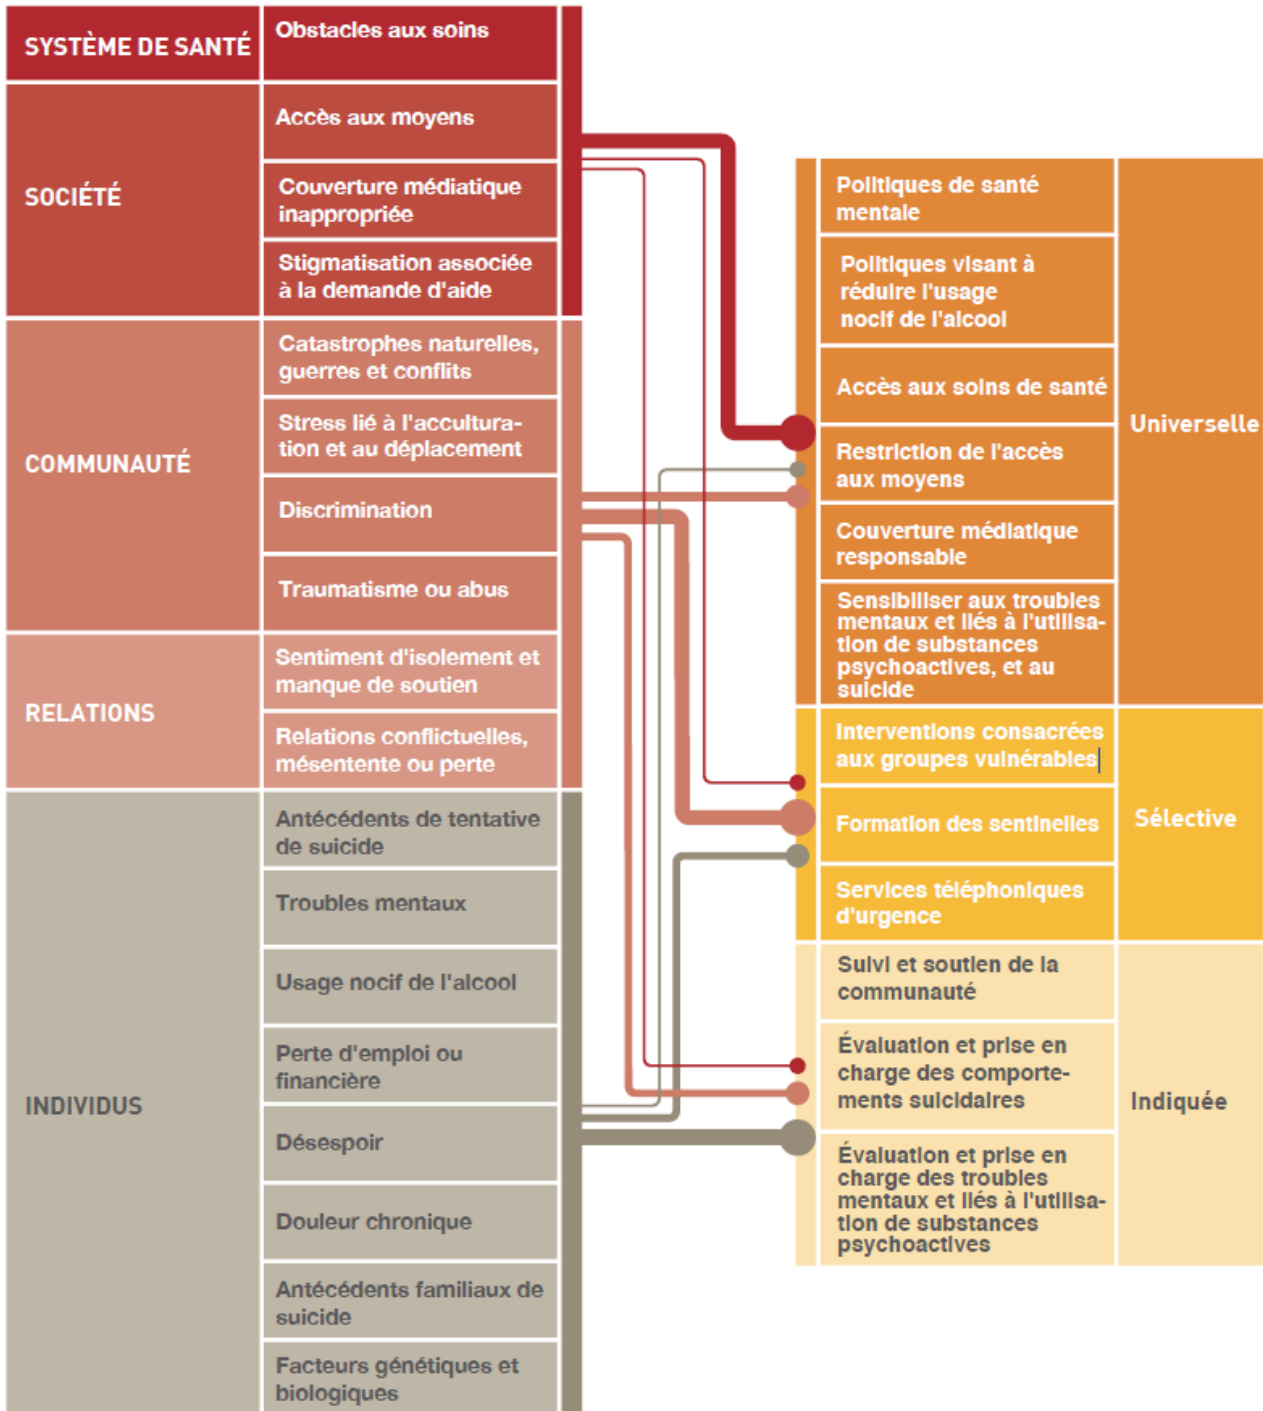 SYSTÈME DE SANTÉ
Obstacles aux soins
SOCIÉTÉ
Accès aux moyens
Couverture médiatique
inappropriée
Stigmatisation associée
à la demande d'aide
COMMUNAUTÉ
Catastrophes naturelles,
guerres et conflits
Stress lié à l'accultura-
tion et au déplacement
Discrimination
Traumatisme ou abus
RELATIONS
Sentiment d'isolement et
manque de soutien
Relations conflictuelles,
mésentente ou perte
INDIVIDUS
Antécédents de tentative
de suicide
Troubles mentaux
Usage nocif de l'alcool
Perte d'emploi ou
financière
Désespoir
Douleur chronique
Antécédents familiaux de
suicide
Facteurs génétiques et
biologiques
Politiques de santé
mentale
Politiques visant à
réduire l'usage
nocif de l'alcool
Accès aux soins de santé
Restriction de l'accès
aux moyens
Couverture médiatique
responsable
Sensibiliser aux troubles
mentaux et liés à l'utilisa-
tion de substances
psychoactives, et au
suicide
Universelle
Interventions consacrées
aux groupes vulnérables
Formation des sentinelles
Services téléphoniques
d'urgence
Sélective
Suivi et soutien de la
communauté
Évaluation et prise en
charge des comporte-
ments suicidaires
Évaluation et prise en
charge des troubles
mentaux et liés à l'utilisa-
tion de substances
psychoactives
Indiquée